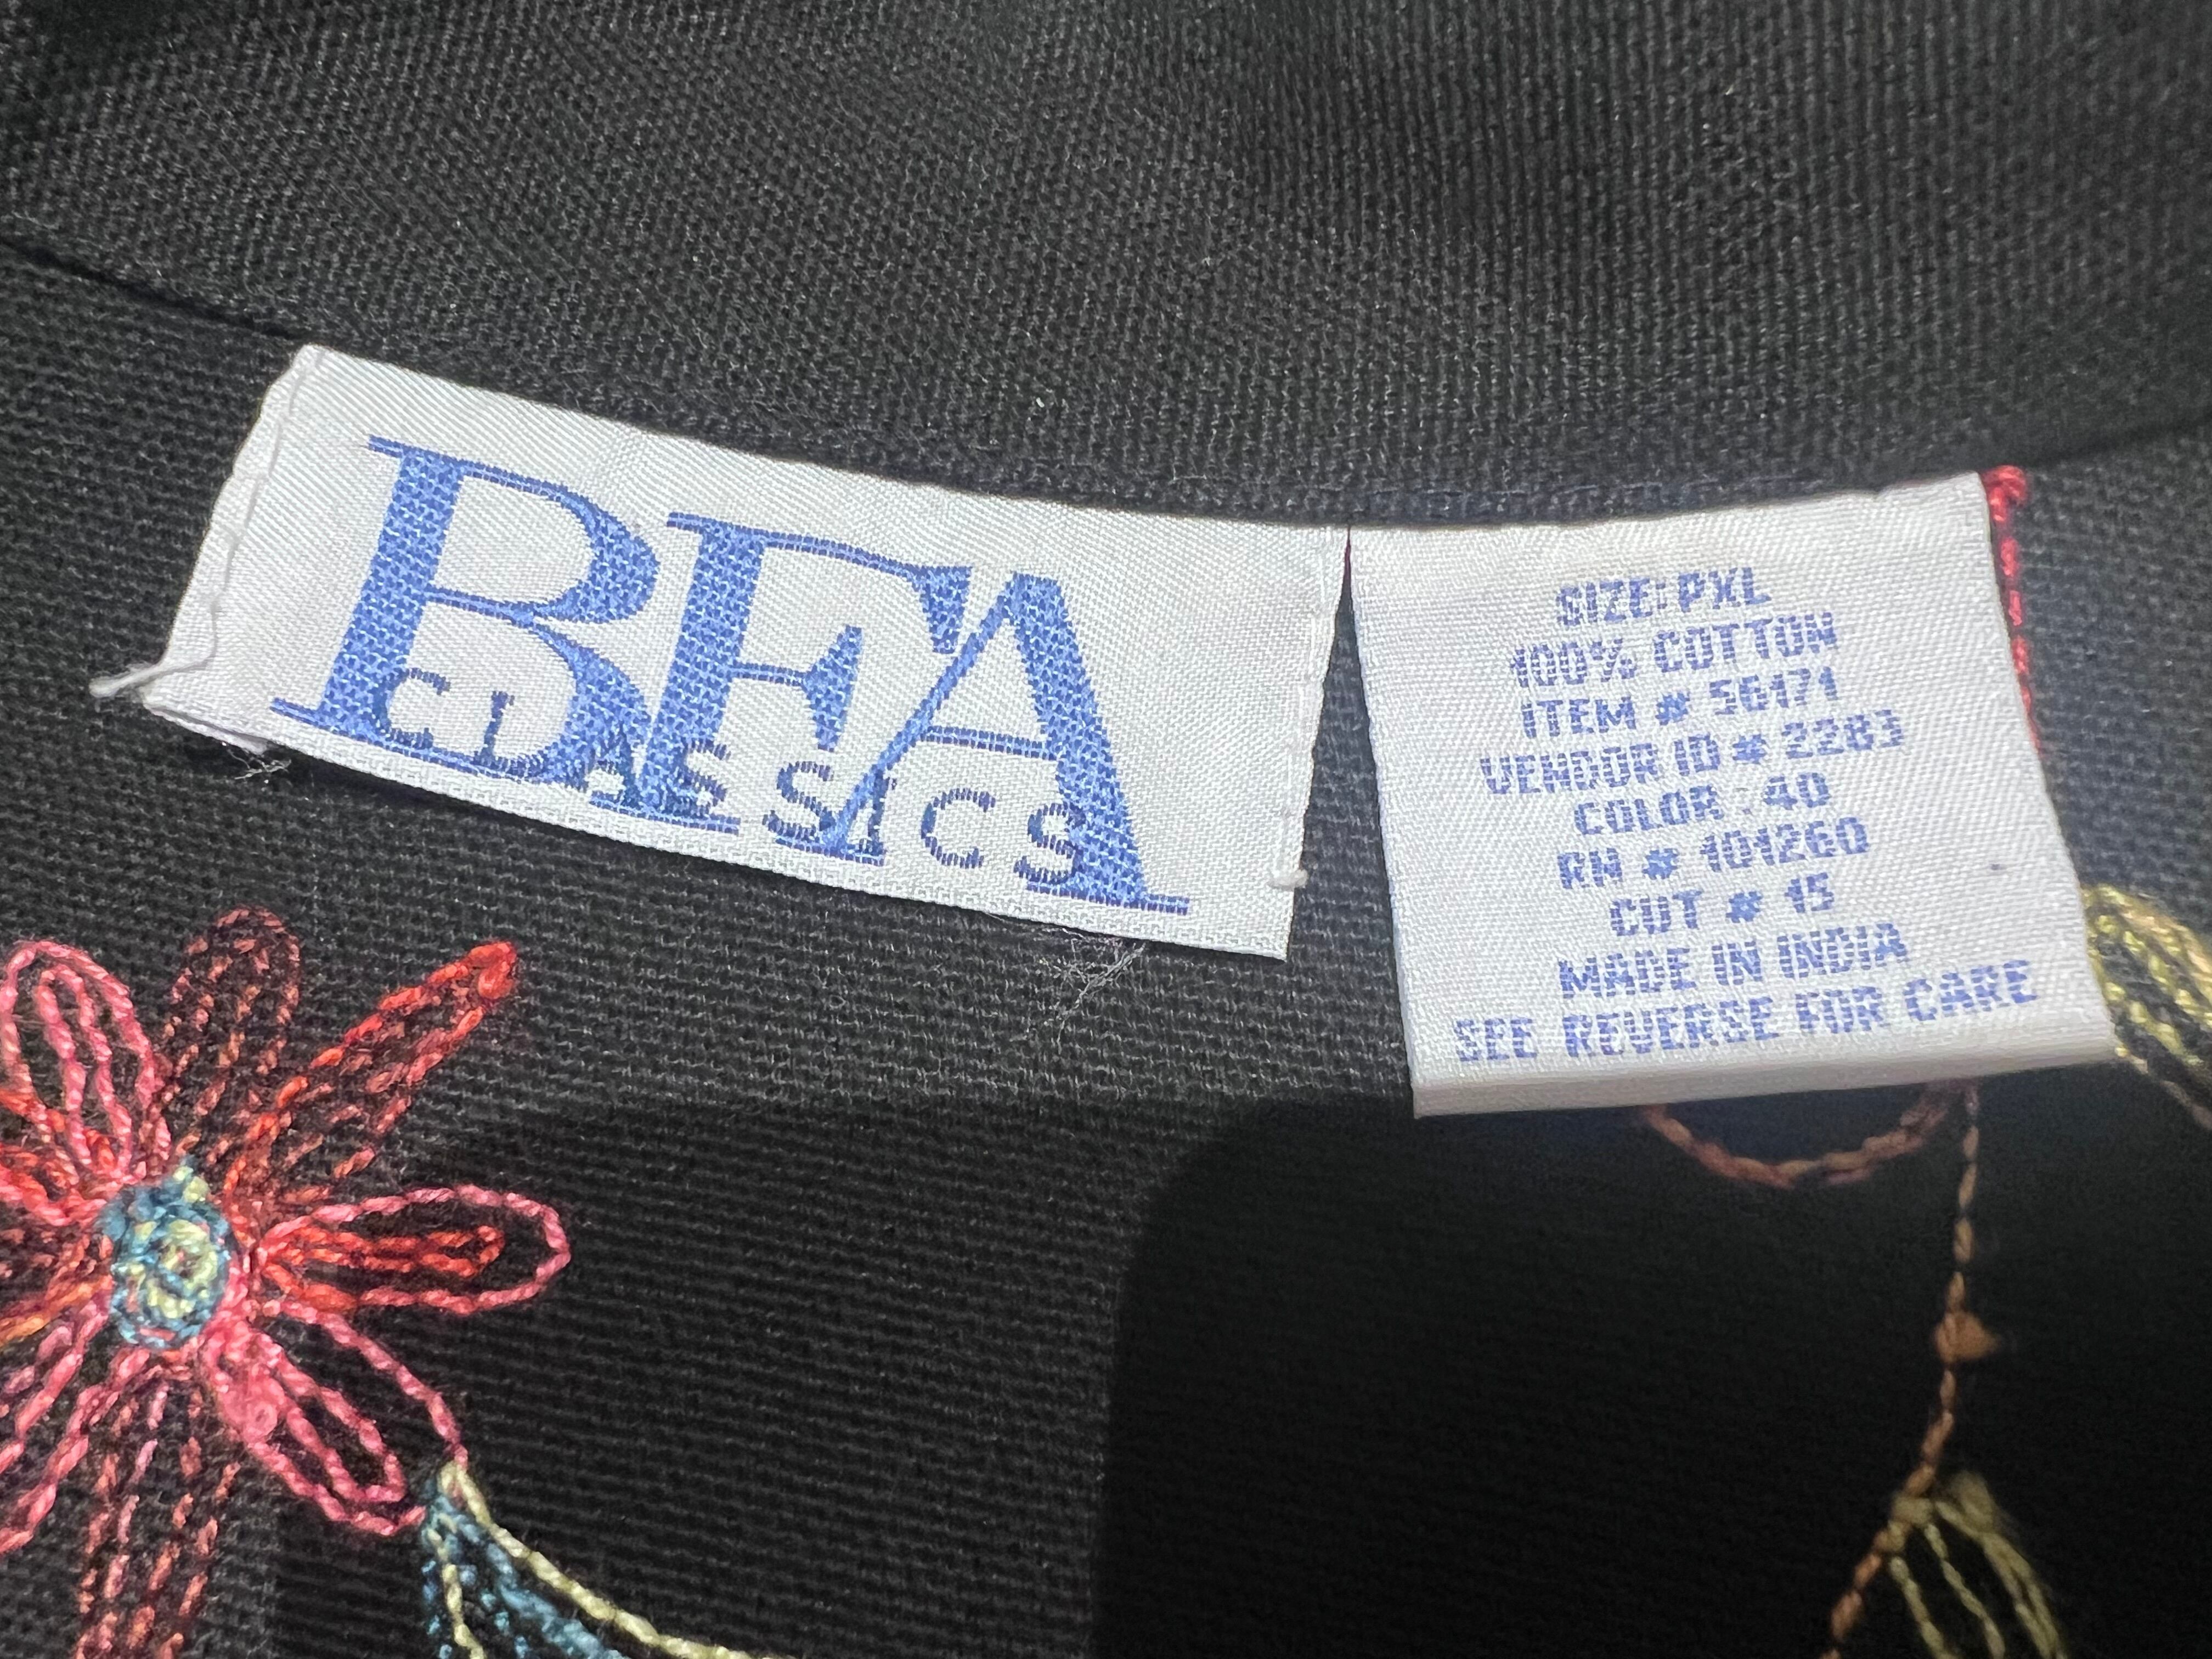 BFA
CLASSICS
SIZE: PXL
100% COTTON
ITEM # 56171
VENDOR ID # 2283
COLOR : 40
RN # 101260
CUT # 15
MADE IN INDIA
SEE REVERSE FOR CARE